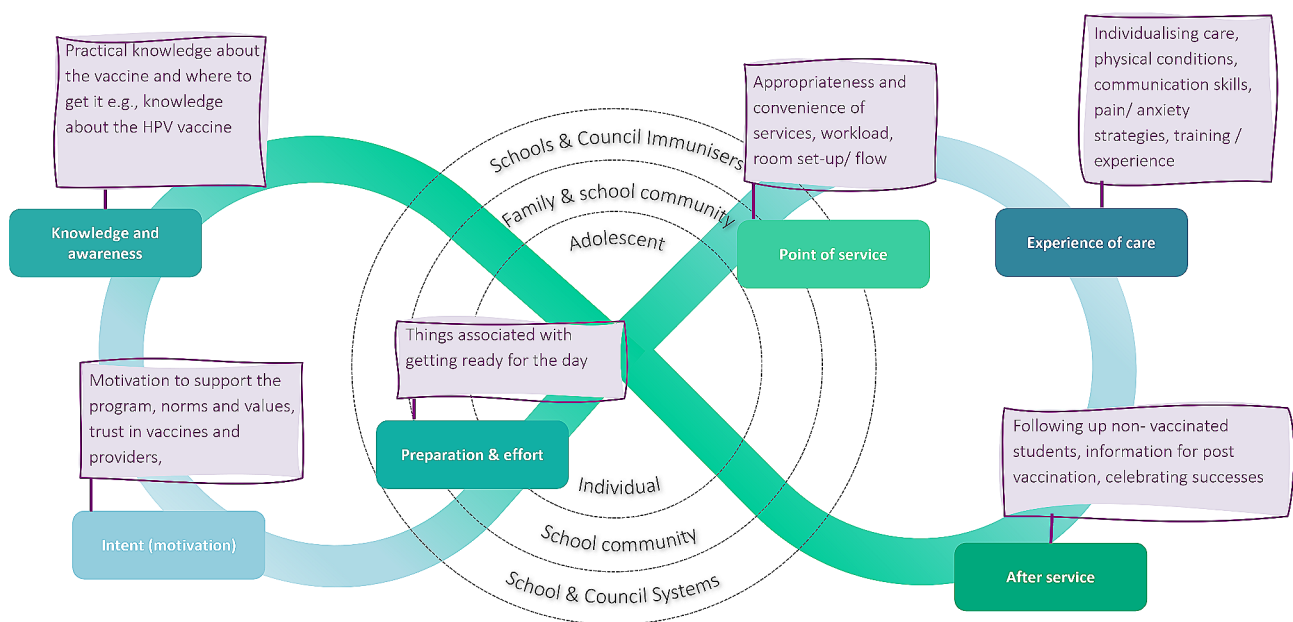 Practical knowledge about
the vaccine and where to
get it e.g., knowledge
about the HPV vaccine
Knowledge and
awareness
Motivation to support the
program, norms and values,
trust in vaccines and
providers,
Intent (motivation)
Schools & Council Immunisers
Family & school community
Adolescent
Things associated with
getting ready for the day
Preparation & effort
Individual
School community
School & Council Systems
Appropriateness and
convenience of
services, workload,
room set-up/ flow
Point of service
Individualising care,
physical conditions,
communication skills,
pain/ anxiety
strategies, training /
experience
Experience of care
Following up non- vaccinated
students, information for post
vaccination, celebrating successes
After service